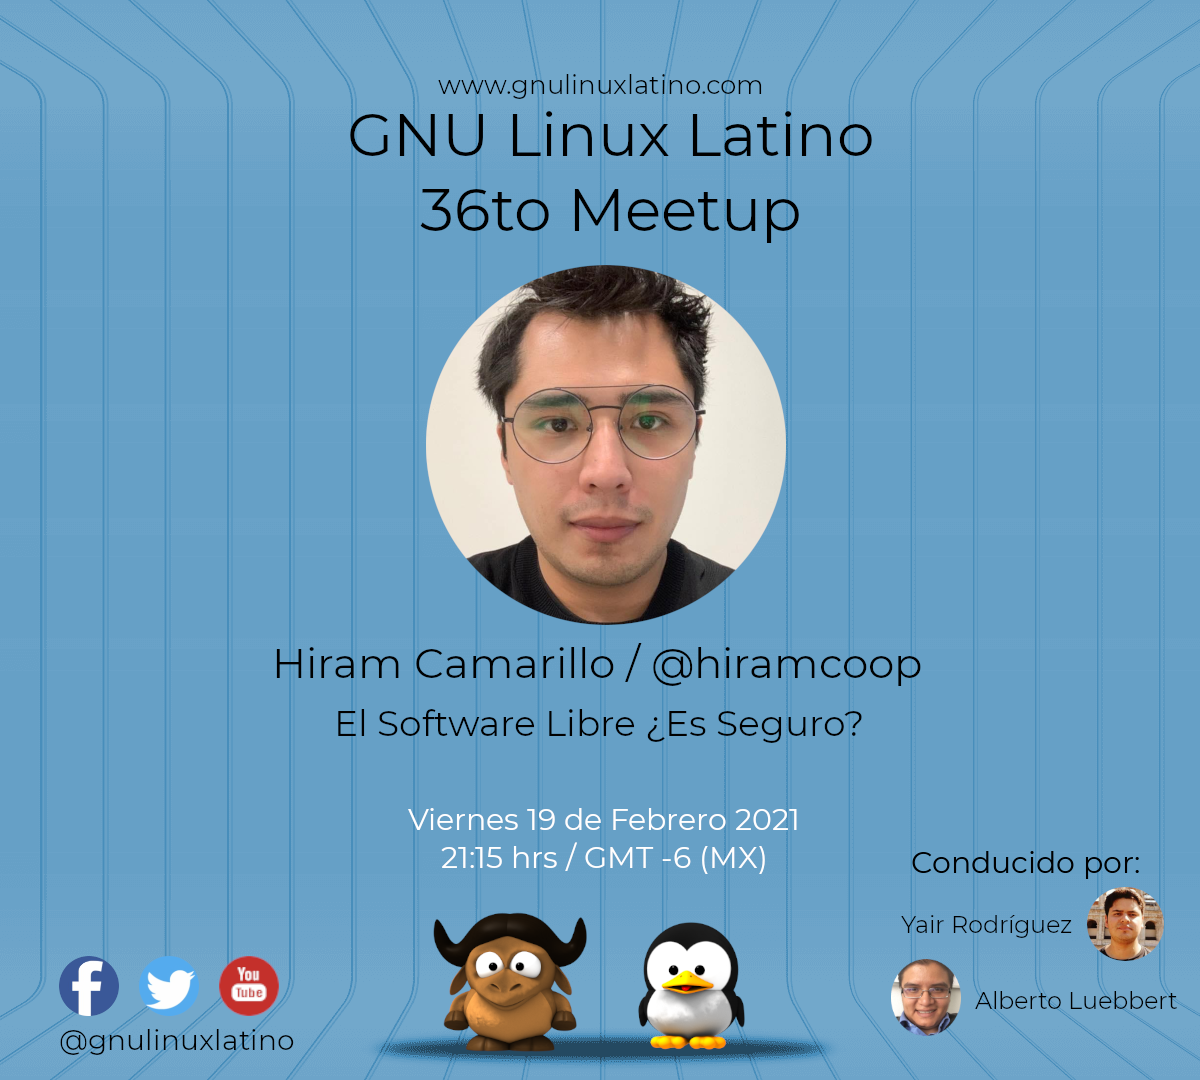 www.gnulinuxlatino.com
GNU Linux Latino
36to Meetup
Hiram Camarillo / @hiramcoop
El Software Libre ¿Es Seguro?
Viernes 19 de Febrero 2021
21:15 hrs / GMT -6 (MX)
Conducido por:
Yair Rodríguez
Alberto Luebbert
You
Tube
@gnulinuxlatino